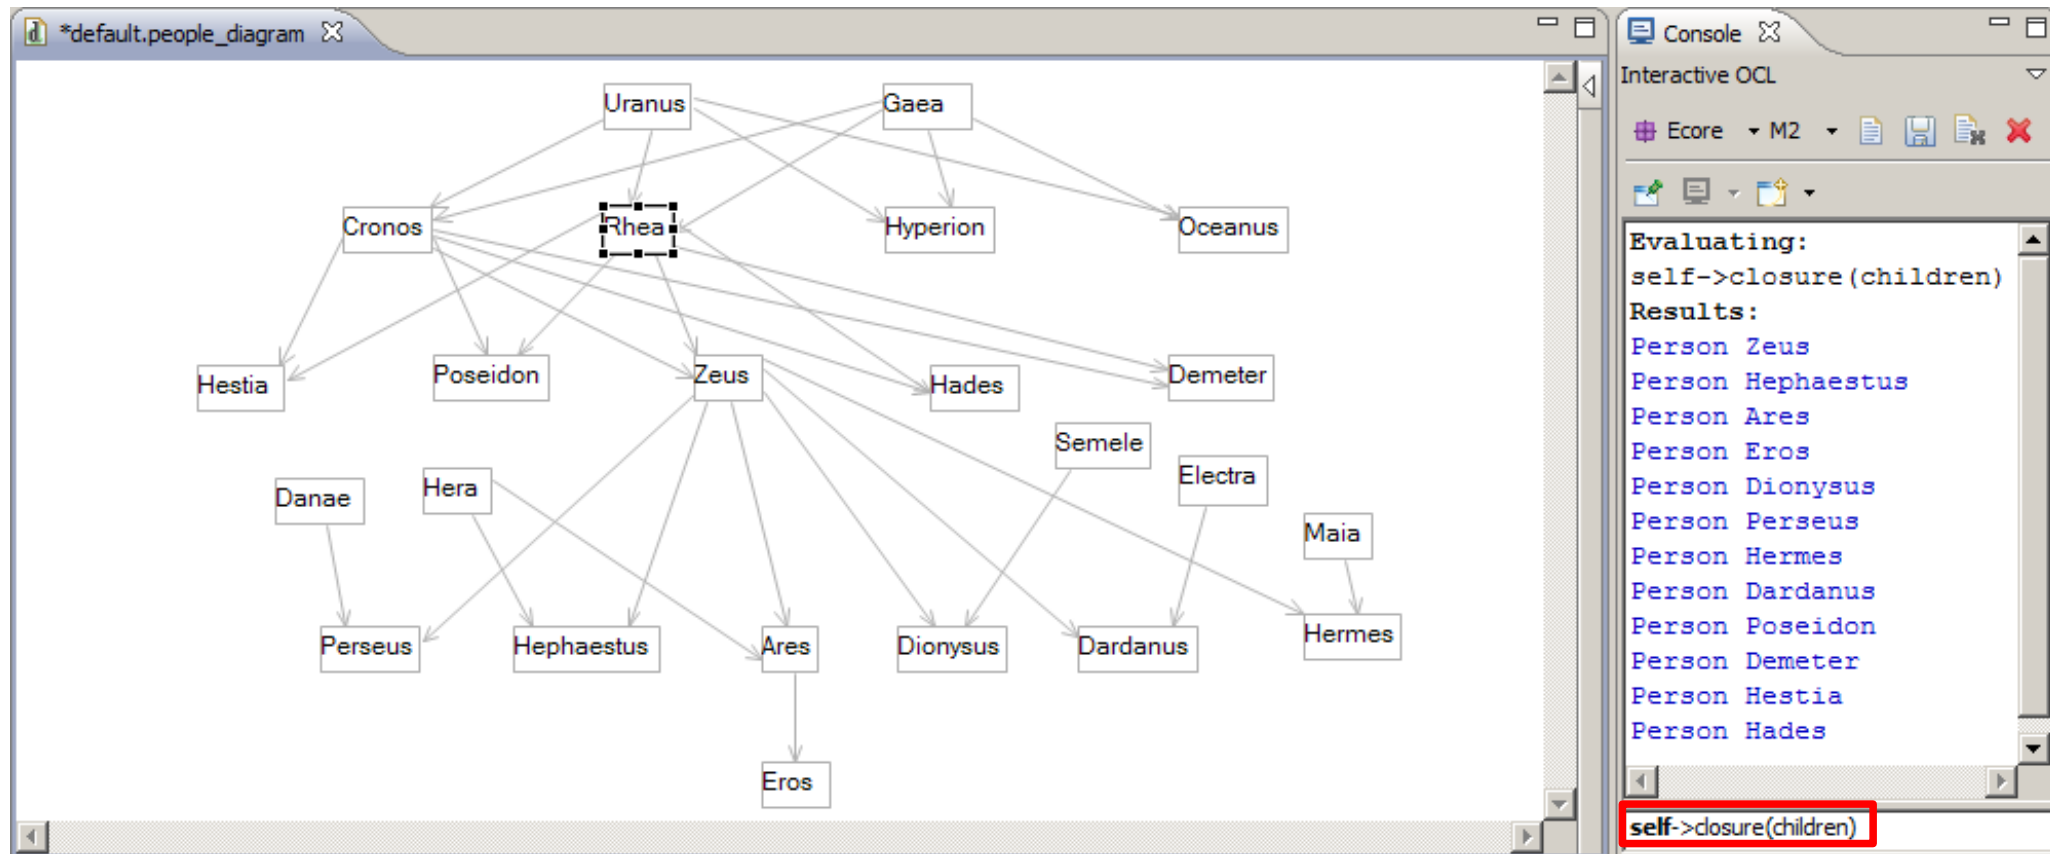 *default.people_diagram
Uranus
Gaea
Cronos
Rhea
Hyperion
Oceanus
Hestia
Poseidon
Zeus
Hades
Demeter
Semele
Electra
Danae
Hera
Maia
Perseus
Hephaestus
Ares
Dionysus
Dardanus
Hermes
Eros
Console
Interactive OCL
Ecore M2
Evaluating:
self->closure(children)
Results:
Person Zeus
Person Hephaestus
Person Ares
Person Eros
Person Dionysus
Person Perseus
Person Hermes
Person Dardanus
Person Poseidon
Person Demeter
Person Hestia
Person Hades
self->closure(children)